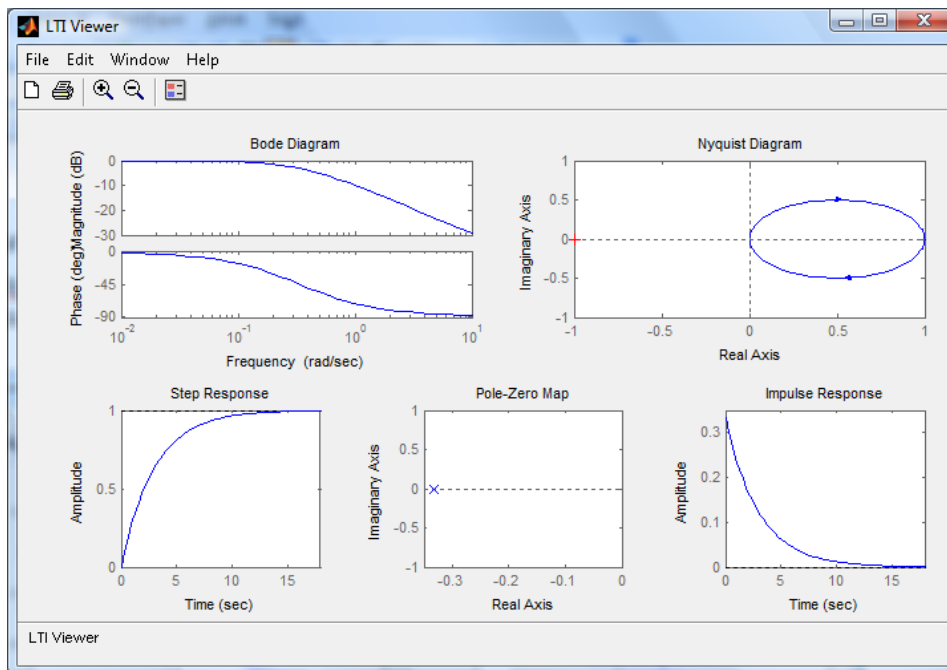 LTI Viewer
File Edit Window Help
Bode Diagram
Magnitude (dB)
0
-10
-20
-30
Phase (deg)
0
-45
-90
10^-2 10^-1 10^0 10^1
Frequency (rad/sec)
Nyquist Diagram
Imaginary Axis
1
0.5
0
-0.5
-1
-1 -0.5 0 0.5 1
Real Axis
Step Response
Amplitude
1
0.5
0
0 5 10 15
Time (sec)
Pole-Zero Map
Imaginary Axis
1
0.5
0
-0.5
-1
-0.3 -0.2 -0.1 0
Real Axis
Impulse Response
Amplitude
0.3
0.2
0.1
0
0 5 10 15
Time (sec)
LTI Viewer